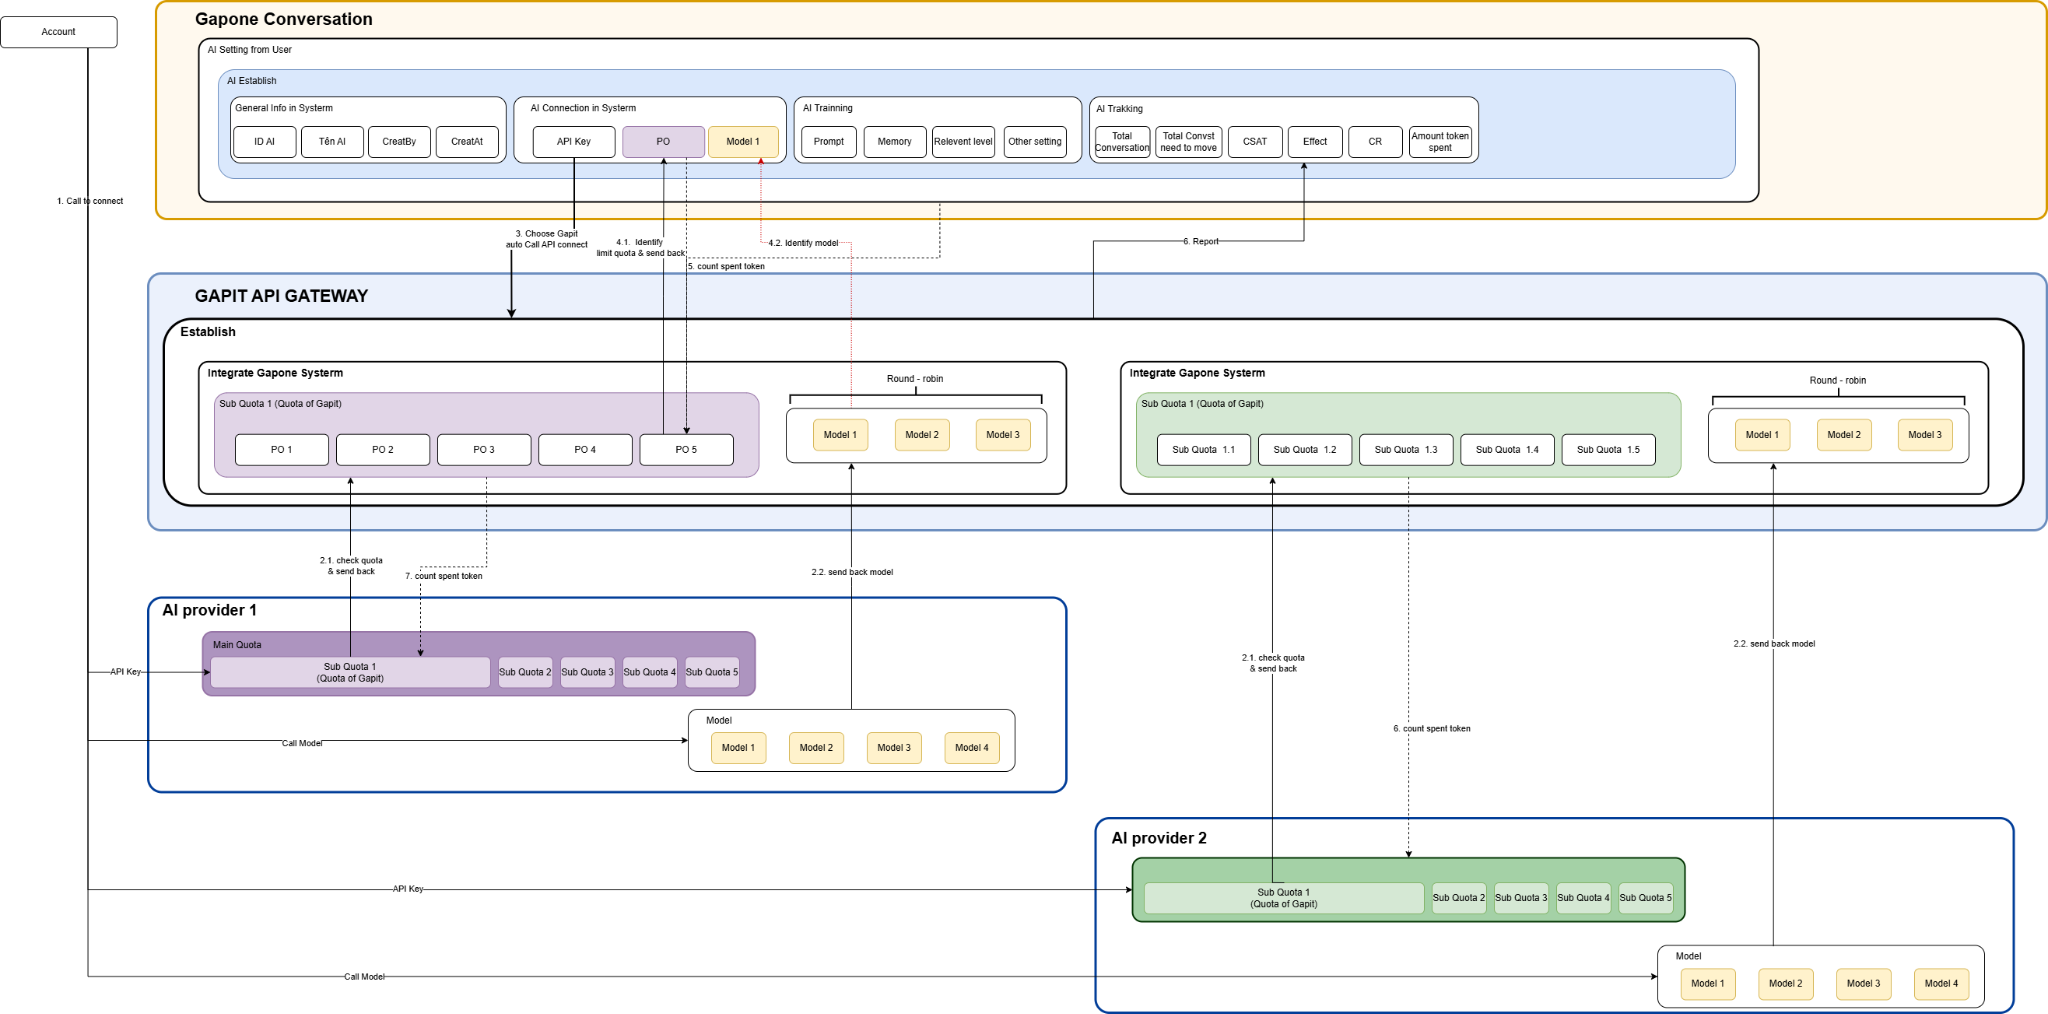 Account
Gapone Conversation
AI Setting from User
AI Establish
General Info in Systerm
ID AI
Tên AI
CreatBy
CreatAt
AI Connection in Systerm
API Key
PO
Model 1
AI Trainning
Prompt
Memory
Relevent level
Other setting
AI Trakking
Total
Conversation
Total Convst
need to move
CSAT
Effect
CR
Amount token
spent
1. Call to connect
3. Choose Gapit
auto Call API connect
4.1. Identify
limit quota & send back
4.2. Identify model
5. count spent token
6. Report
GAPIT API GATEWAY
Establish
Integrate Gapone Systerm
Sub Quota 1 (Quota of Gapit)
PO 1
PO 2
PO 3
PO 4
PO 5
Round - robin
Model 1
Model 2
Model 3
Integrate Gapone Systerm
Sub Quota 1 (Quota of Gapit)
Sub Quota 1.1
Sub Quota 1.2
Sub Quota 1.3
Sub Quota 1.4
Sub Quota 1.5
Round - robin
Model 1
Model 2
Model 3
2.1. check quota
& send back
7. count spent token
2.2. send back model
AI provider 1
Main Quota
Sub Quota 1
(Quota of Gapit)
Sub Quota 2
Sub Quota 3
Sub Quota 4
Sub Quota 5
API Key
Model
Model 1
Model 2
Model 3
Model 4
Call Model
2.1. check quota
& send back
6. count spent token
2.2. send back model
AI provider 2
Sub Quota 1
(Quota of Gapit)
Sub Quota 2
Sub Quota 3
Sub Quota 4
Sub Quota 5
API Key
Model
Model 1
Model 2
Model 3
Model 4
Call Model